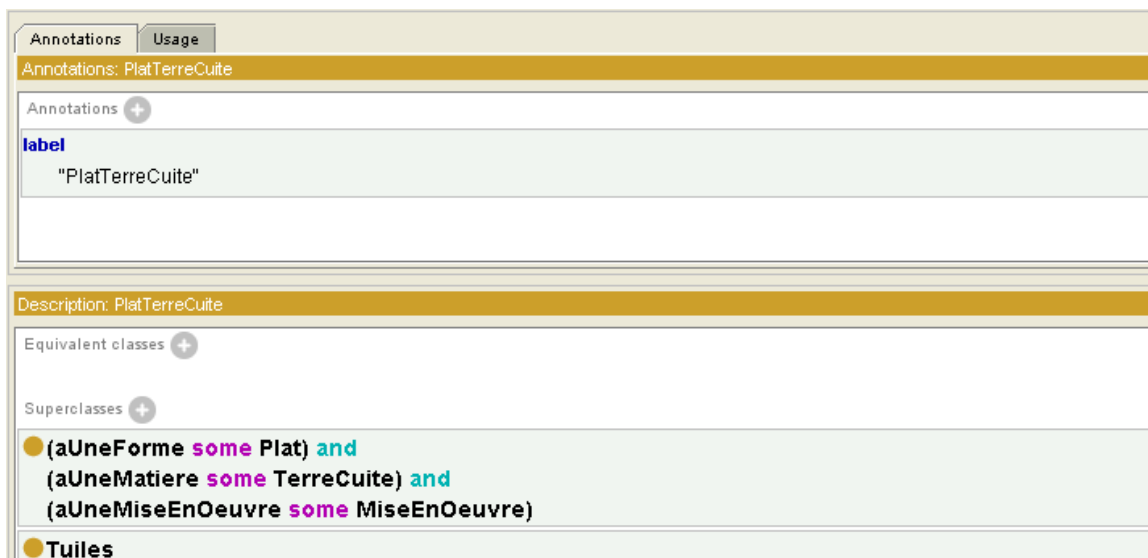 Annotations Usage
Annotations: PlatTerreCuite
Annotations
label
"PlatTerreCuite"
Description: PlatTerreCuite
Equivalent classes
Superclasses
(aUneForme some Plat) and
(aUneMatiere some TerreCuite) and
(aUneMiseEnOeuvre some MiseEnOeuvre)
Tuiles